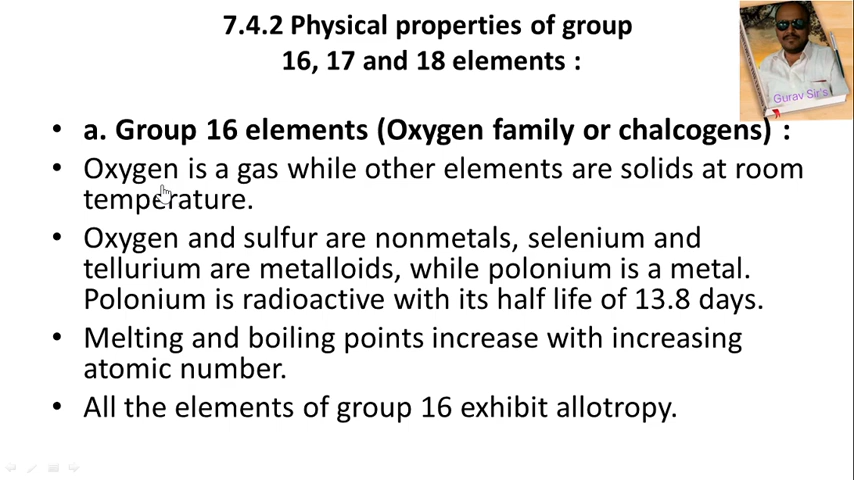 7.4.2 Physical properties of group
16, 17 and 18 elements :
Gurav Sir's
• a. Group 16 elements (Oxygen family or chalcogens) :
• Oxygen is a gas while other elements are solids at room
temperature.
• Oxygen and sulfur are nonmetals, selenium and
tellurium are metalloids, while polonium is a metal.
Polonium is radioactive with its half life of 13.8 days.
• Melting and boiling points increase with increasing
atomic number.
• All the elements of group 16 exhibit allotropy.